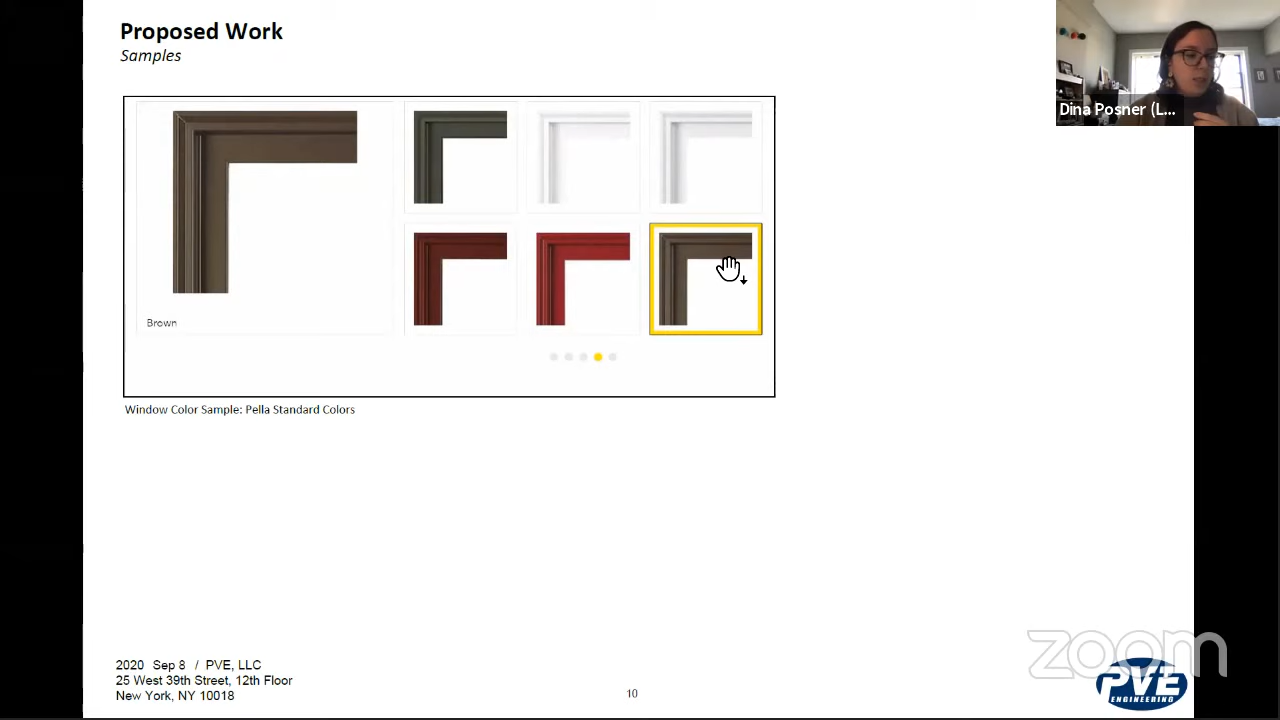 Proposed Work
Samples
Dina Posner (L...
Brown
Window Color Sample: Pella Standard Colors
2020 Sep 8 / PVE, LLC
25 West 39th Street, 12th Floor
New York, NY 10018
10
zoom
PVE
ENGINEERING